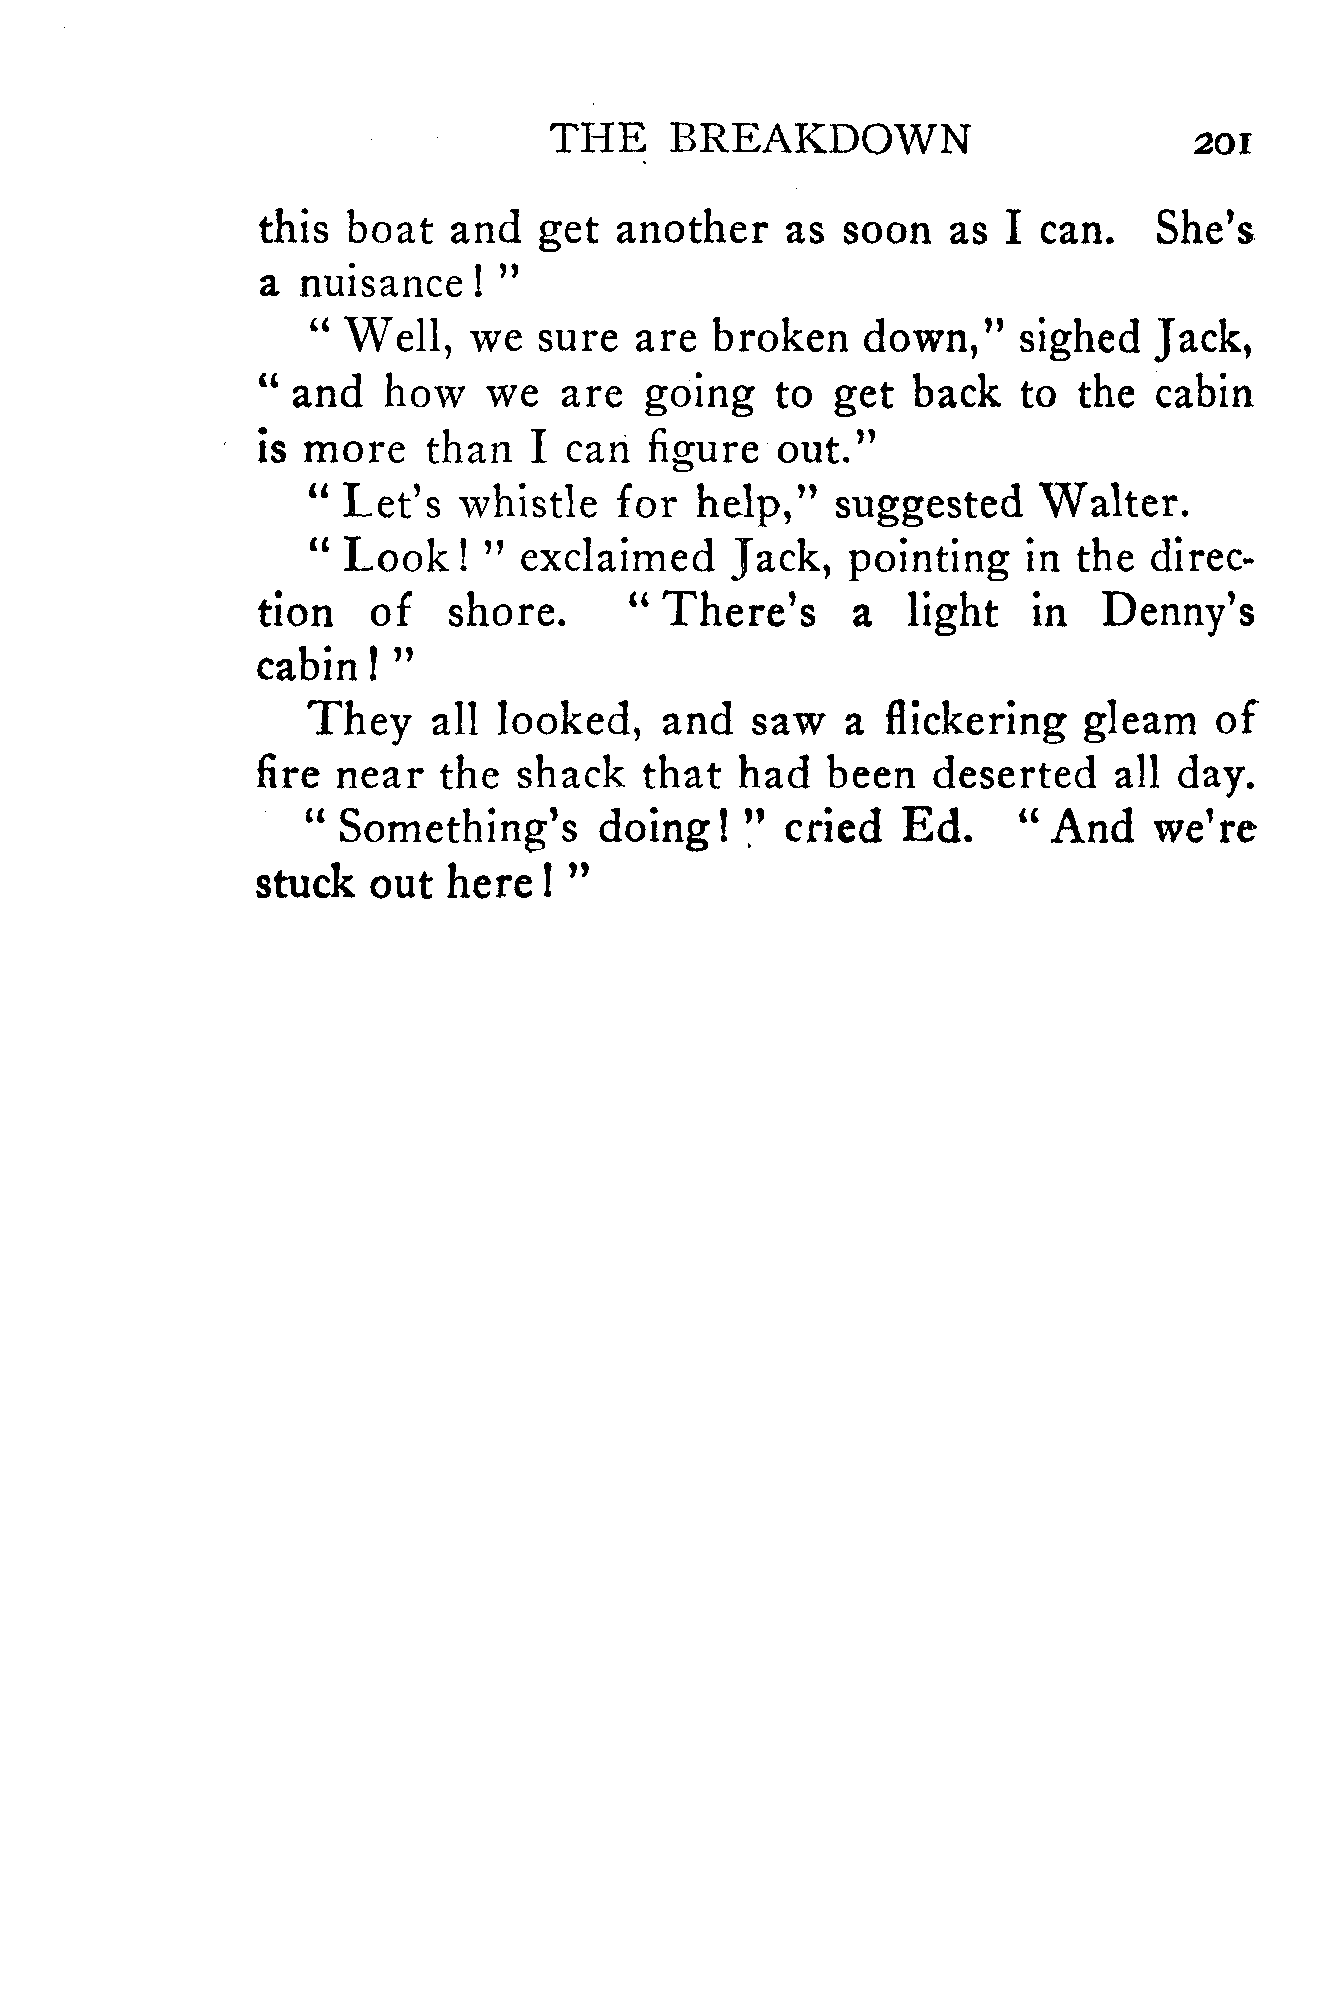 THE BREAKDOWN 201
this boat and get another as soon as I can. She's
a nuisance! "
" Well, we sure are broken down," sighed Jack,
" and how we are going to get back to the cabin
is more than I can figure out."
" Let's whistle for help," suggested Walter.
" Look! " exclaimed Jack, pointing in the direc-
tion of shore. " There's a light in Denny's
cabin! "
They all looked, and saw a flickering gleam of
fire near the shack that had been deserted all day.
" Something's doing! " cried Ed. " And we're
stuck out here! "